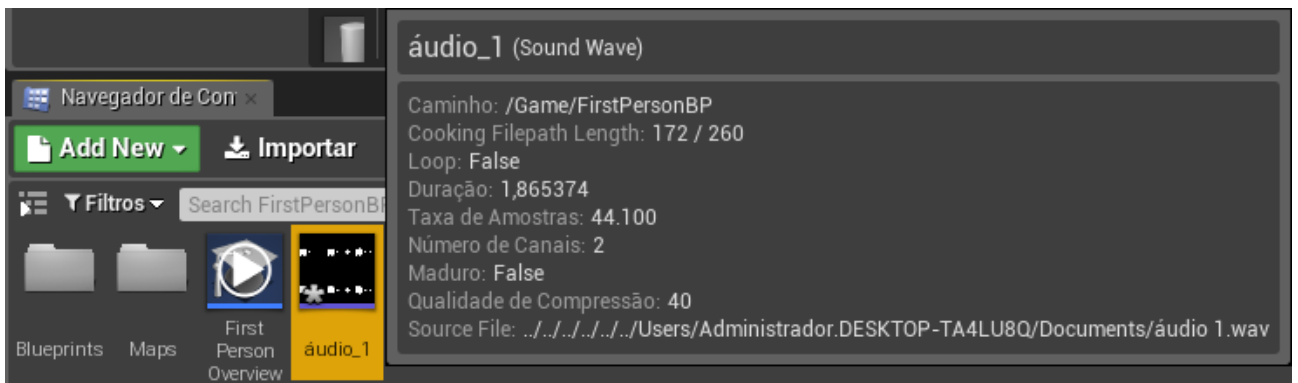 Navegador de Con
Add New
Importar
Filtros
Search FirstPersonB
Blueprints
Maps
First
Person
Overview
áudio_1
áudio_1 (Sound Wave)
Caminho: /Game/FirstPersonBP
Cooking Filepath Length: 172 / 260
Loop: False
Duração: 1,865374
Taxa de Amostras: 44.100
Número de Canais: 2
Maduro: False
Qualidade de Compressão: 40
Source File: ../../../../../../Users/Administrador.DESKTOP-TA4LU8Q/Documents/áudio 1.wav